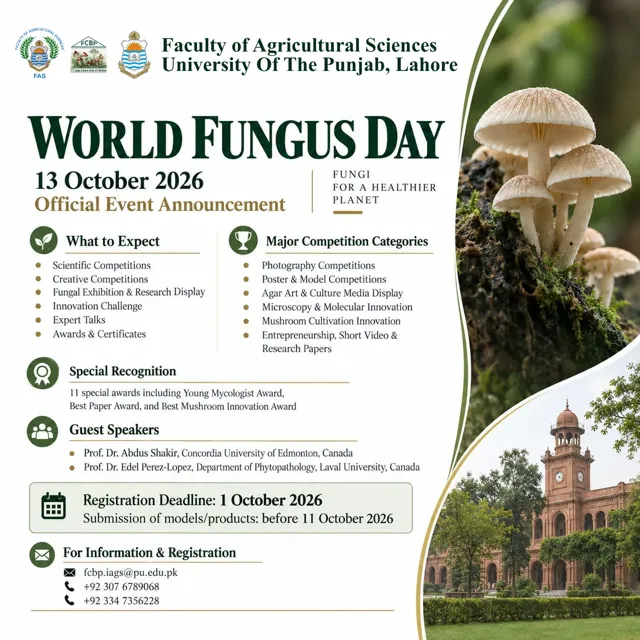 FACULTY OF AGRICULTURAL SCIENCES
FAS
FCBP
Faculty of Agricultural Sciences
University Of The Punjab, Lahore
WORLD FUNGUS DAY
13 October 2026
Official Event Announcement
FUNGI
FOR A HEALTHIER
PLANET
What to Expect
Scientific Competitions
Creative Competitions
Fungal Exhibition & Research Display
Innovation Challenge
Expert Talks
Awards & Certificates
Major Competition Categories
Photography Competitions
Poster & Model Competitions
Agar Art & Culture Media Display
Microscopy & Molecular Innovation
Mushroom Cultivation Innovation
Entrepreneurship, Short Video &
Research Papers
Special Recognition
11 special awards including Young Mycologist Award,
Best Paper Award, and Best Mushroom Innovation Award
Guest Speakers
Prof. Dr. Abdus Shakir, Concordia University of Edmonton, Canada
Prof. Dr. Edel Perez-Lopez, Department of Phytopathology, Laval University, Canada
Registration Deadline: 1 October 2026
Submission of models/products: before 11 October 2026
For Information & Registration
fcbp.iags@pu.edu.pk
+92 307 6789068
+92 334 7356228